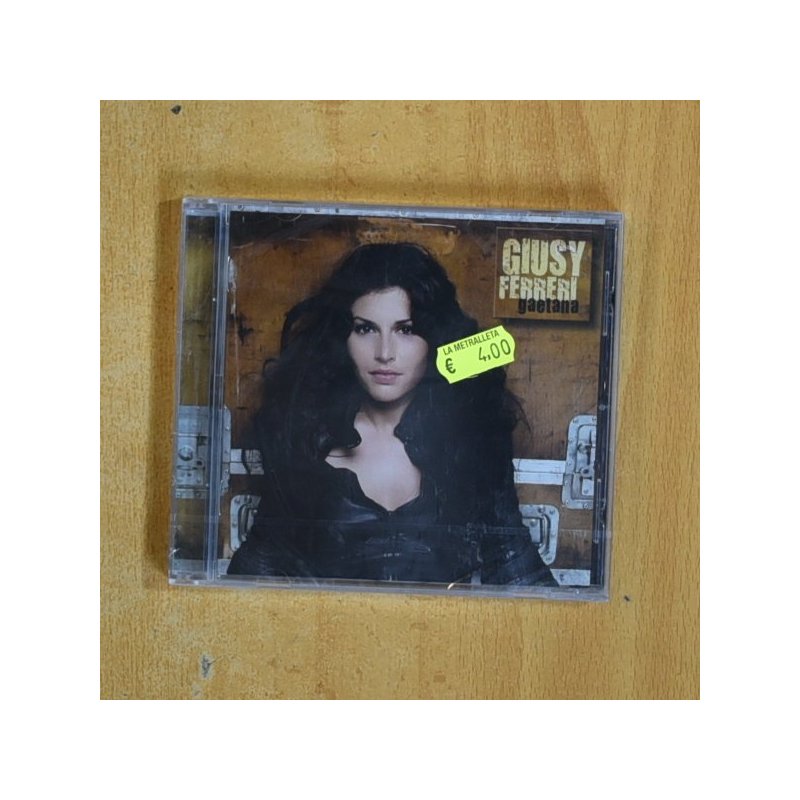 GIUSY
FERRERI
gaetana
LA METRALLETA
€ 4,00